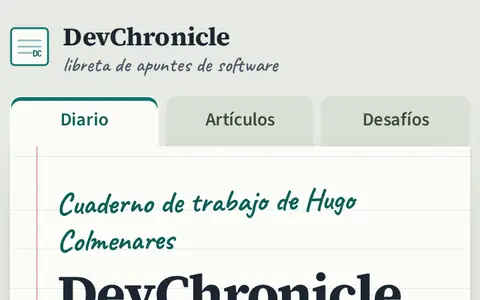 DC
DevChronicle
libreta de apuntes de software
Diario
Artículos
Desafíos
Cuaderno de trabajo de Hugo
Colmenares
DevChronicle